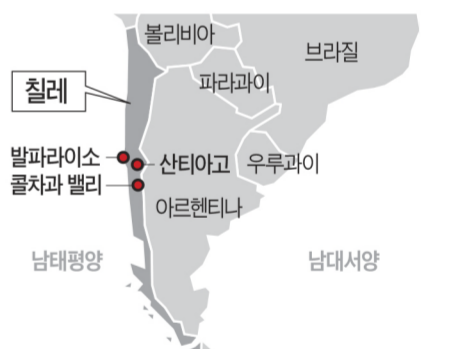 볼리비아
브라질
파라과이
칠레
발파라이소
산티아고
우루과이
콜차과 밸리
아르헨티나
남태평양
남대서양